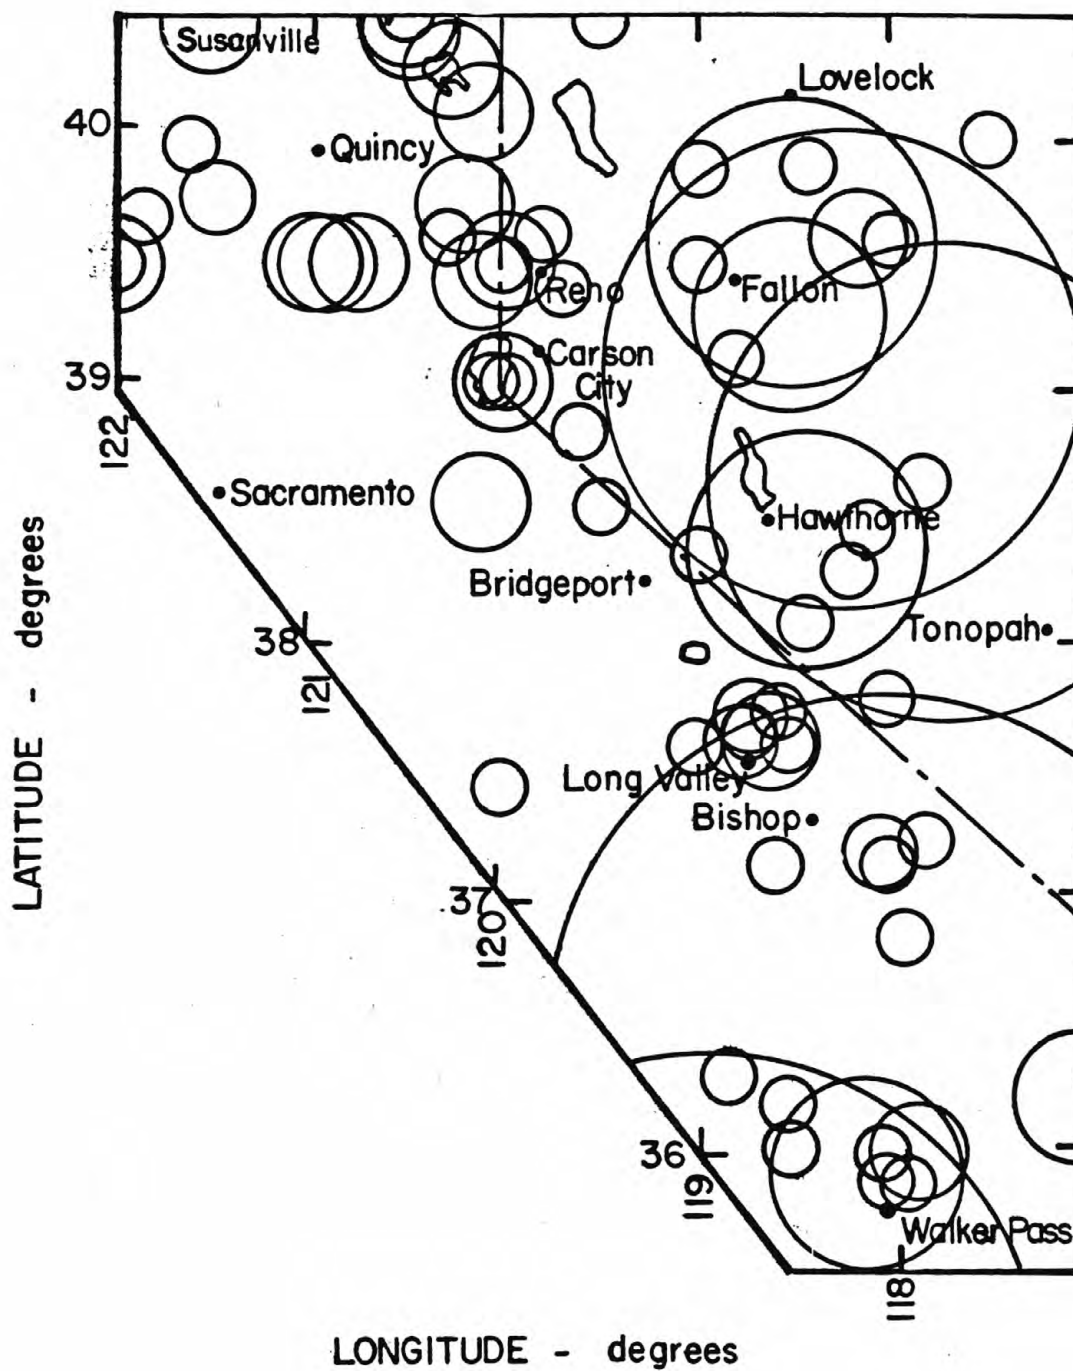 Susanville
Lovelock
40
Quincy
Reno
Fallon
Carson
City
39
122
Sacramento
Hawthorne
Bridgeport
Tonopah
38
121
Long Valley
Bishop
37
120
36
119
Walker Pass
118
LATITUDE - degrees
LONGITUDE - degrees